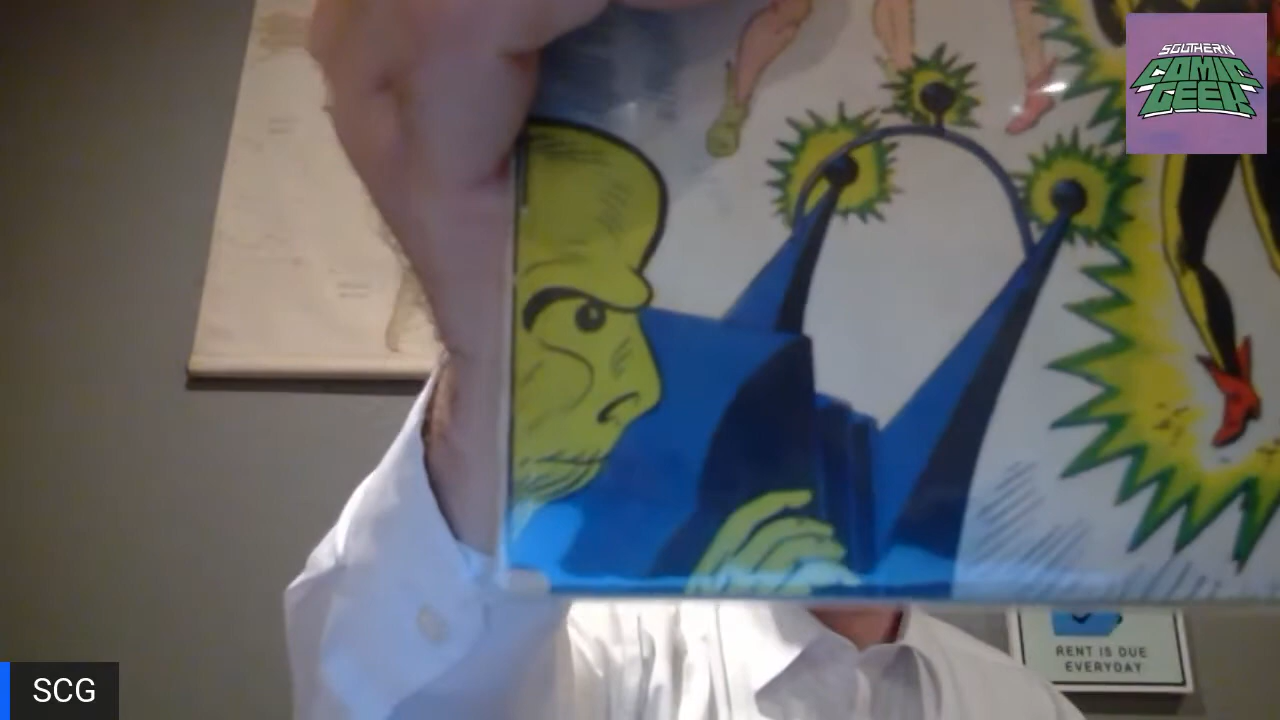 SOUTHERN
COMIC
GEEK
RENT IS DUE
EVERYDAY
SCG